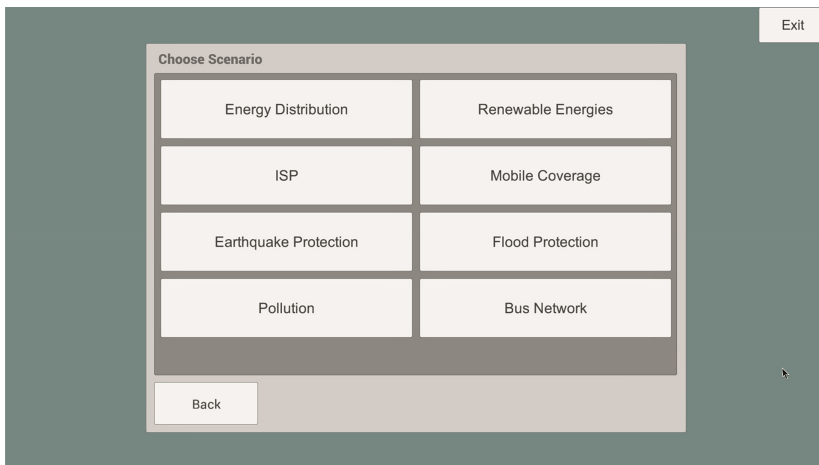 Exit
Choose Scenario
Energy Distribution
Renewable Energies
ISP
Mobile Coverage
Earthquake Protection
Flood Protection
Pollution
Bus Network
Back